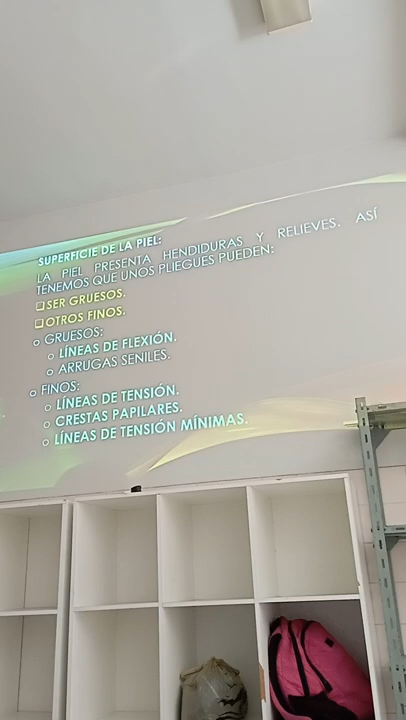 SUPERFICIE DE LA PIEL:
LA PIEL PRESENTA HENDIDURAS Y RELIEVES. ASÍ
TENEMOS QUE UNOS PLIEGUES PUEDEN:
❑SER GRUESOS.
❑OTROS FINOS.
o GRUESOS:
o LÍNEAS DE FLEXIÓN.
o ARRUGAS SENILES.
o FINOS:
o LÍNEAS DE TENSIÓN.
o CRESTAS PAPILARES.
o LÍNEAS DE TENSIÓN MÍNIMAS.